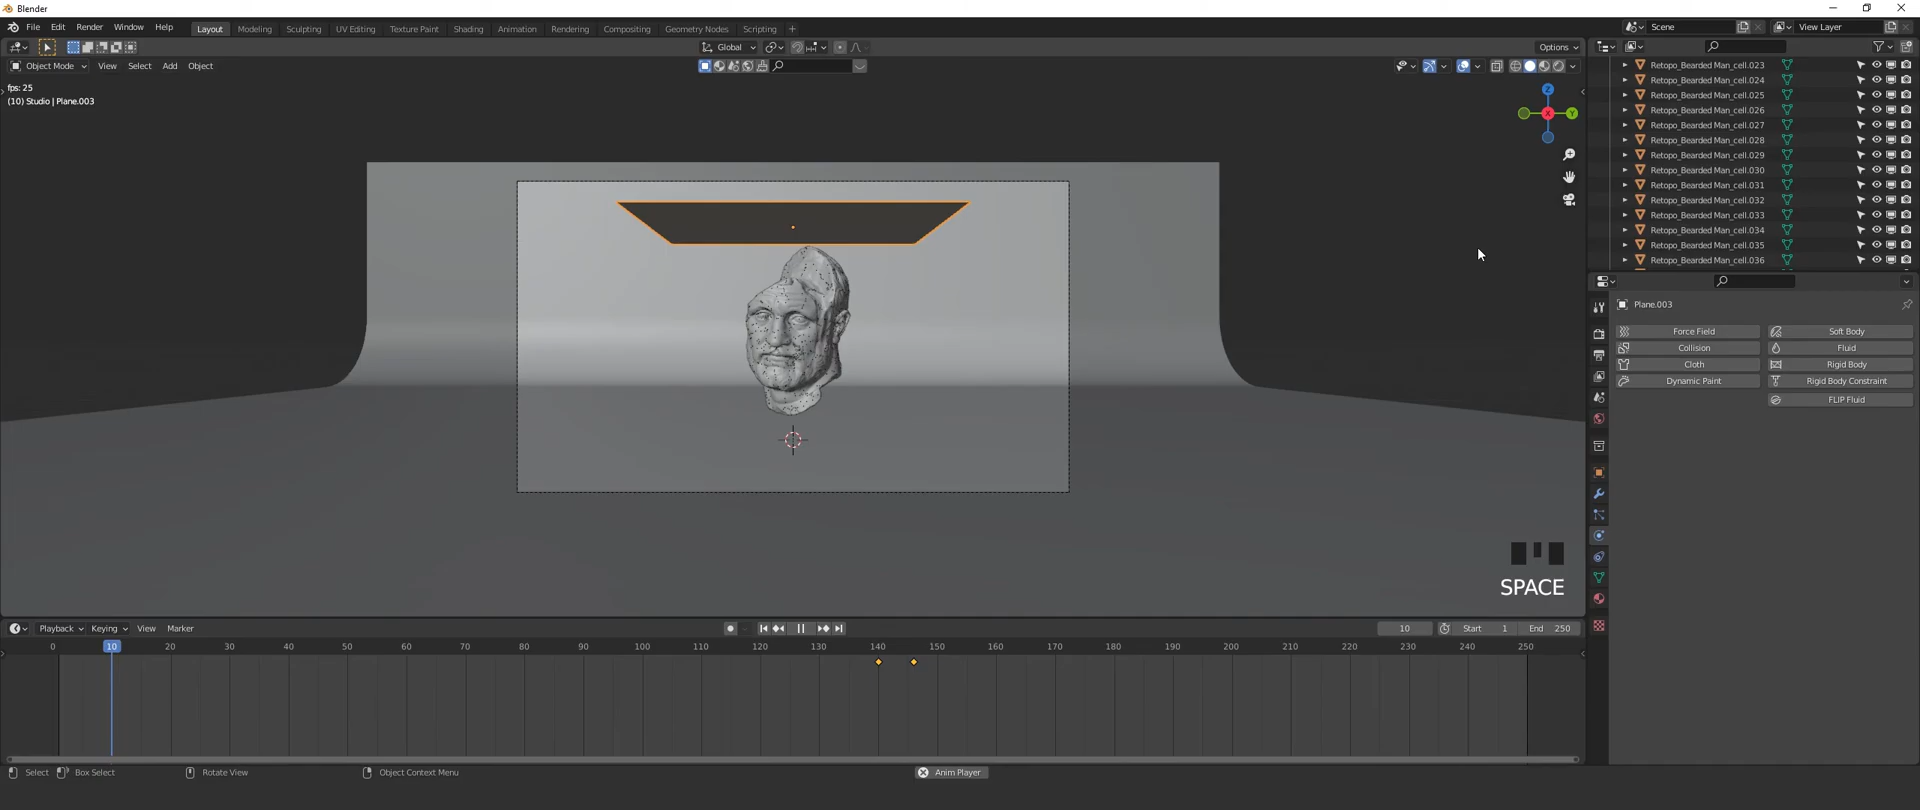 Blender
File Edit Render Window Help
Layout Modeling Sculpting UV Editing Texture Paint Shading Animation Rendering Compositing Geometry Nodes Scripting +
Scene
View Layer
Global
Options
Object Mode View Select Add Object
fps: 25
(10) Studio | Plane.003
Z
X
Y
Retopo_Bearded Man_cell.023
Retopo_Bearded Man_cell.024
Retopo_Bearded Man_cell.025
Retopo_Bearded Man_cell.026
Retopo_Bearded Man_cell.027
Retopo_Bearded Man_cell.028
Retopo_Bearded Man_cell.029
Retopo_Bearded Man_cell.030
Retopo_Bearded Man_cell.031
Retopo_Bearded Man_cell.032
Retopo_Bearded Man_cell.033
Retopo_Bearded Man_cell.034
Retopo_Bearded Man_cell.035
Retopo_Bearded Man_cell.036
Plane.003
Force Field Soft Body
Collision Fluid
Cloth Rigid Body
Dynamic Paint Rigid Body Constraint
FLIP Fluid
SPACE
Playback Keying View Marker
10 Start 1 End 250
0 10 20 30 40 50 60 70 80 90 100 110 120 130 140 150 160 170 180 190 200 210 220 230 240 250
Select Box Select Rotate View Object Context Menu Anim Player